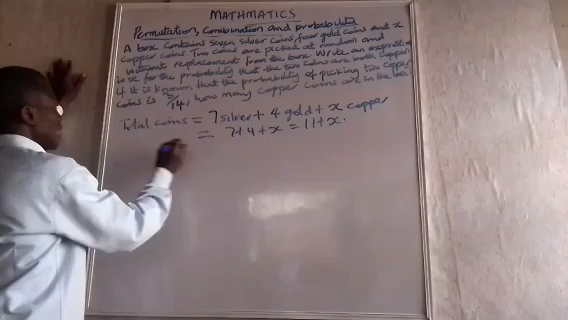 MATHMATICS
Permutation, Combination and probability
A box contains seven silver coins, four gold coins and x
copper coins. Two coins are picked at random and
without replacement from the box. Write an expression
in x for the probability that the two coins are both copper.
If it is known that the probability of picking two copper
coins is /14, how many copper coins are in the box
Total coins = 7 silver + 4 gold + x copper
= 7+4+x = 11+x.